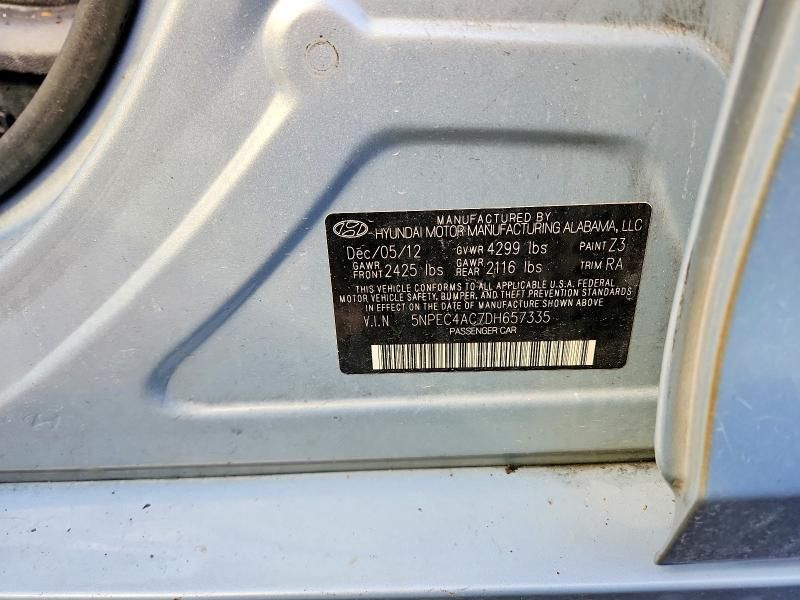 MANUFACTURED BY
HYUNDAI MOTOR MANUFACTURING ALABAMA, LLC
Dec/05/12 GVWR 4299 lbs PAINT Z3
GAWR FRONT 2425 lbs GAWR REAR 2116 lbs TRIM RA
THIS VEHICLE CONFORMS TO ALL APPLICABLE U.S.A. FEDERAL
MOTOR VEHICLE SAFETY, BUMPER, AND THEFT PREVENTION STANDARDS
IN EFFECT ON THE DATE OF MANUFACTURE SHOWN ABOVE
V.I.N 5NPEC4AC7DH657335
PASSENGER CAR